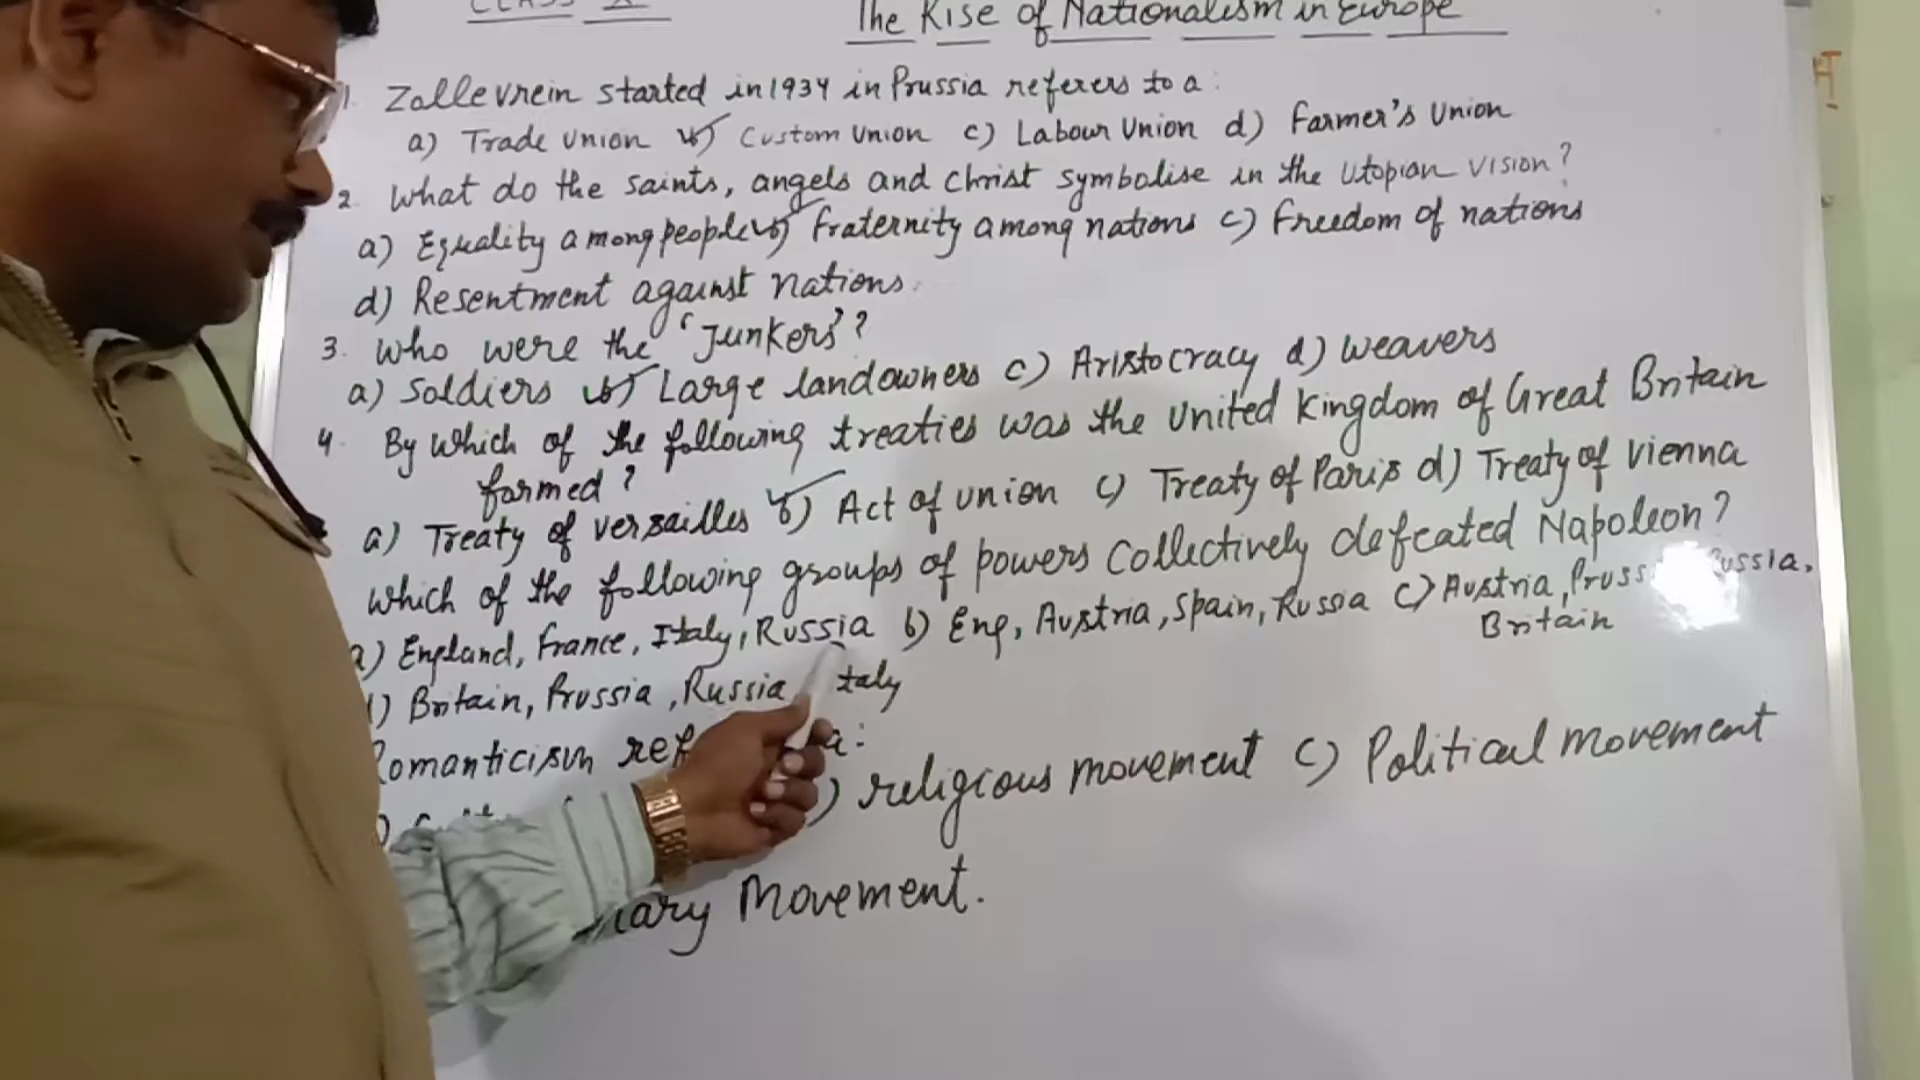 CLASS X
The Rise of Nationalism in Europe
1. Zollevrein started in 1934 in Prussia referers to a:
a) Trade union b) Custom union c) Labour Union d) Farmer's Union
2. What do the saints, angels and christ symbolise in the utopian vision?
a) Equality among people b) fraternity among nations c) freedom of nations
d) Resentment against nations.
3. who were the 'Junkers'?
a) Soldiers b) Large landowners c) Aristocracy d) weavers
4. By which of the following treaties was the united kingdom of Great Britain
formed?
a) Treaty of versailles b) Act of union c) Treaty of Paris d) Treaty of vienna
which of the following groups of powers collectively defeated Napoleon?
a) England, france, Italy, Russia b) Eng, Austria, Spain, Russia c) Austria,
Britain
d) Britain, Prussia, Russia
Romanticism a:
religious movement c) Political movement
movement.